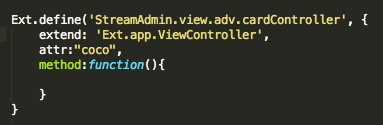 Ext.define('StreamAdmin.view.adv.cardController', {
extend: 'Ext.app.ViewController',
attr:"coco",
method:function(){
}
}